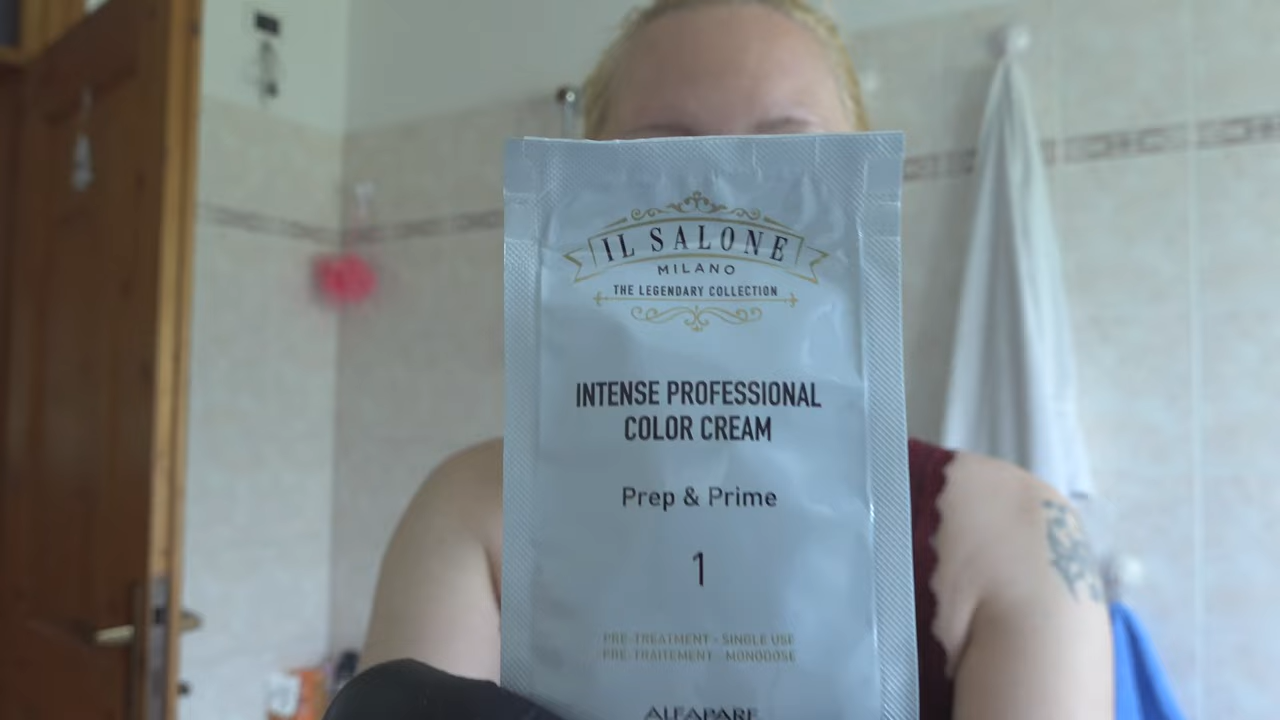 IL SALONE
MILANO
THE LEGENDARY COLLECTION
INTENSE PROFESSIONAL
COLOR CREAM
Prep & Prime
1
PRE-TREATMENT - SINGLE USE
PRE-TRAITEMENT - MONODOSE
ALFAPARF